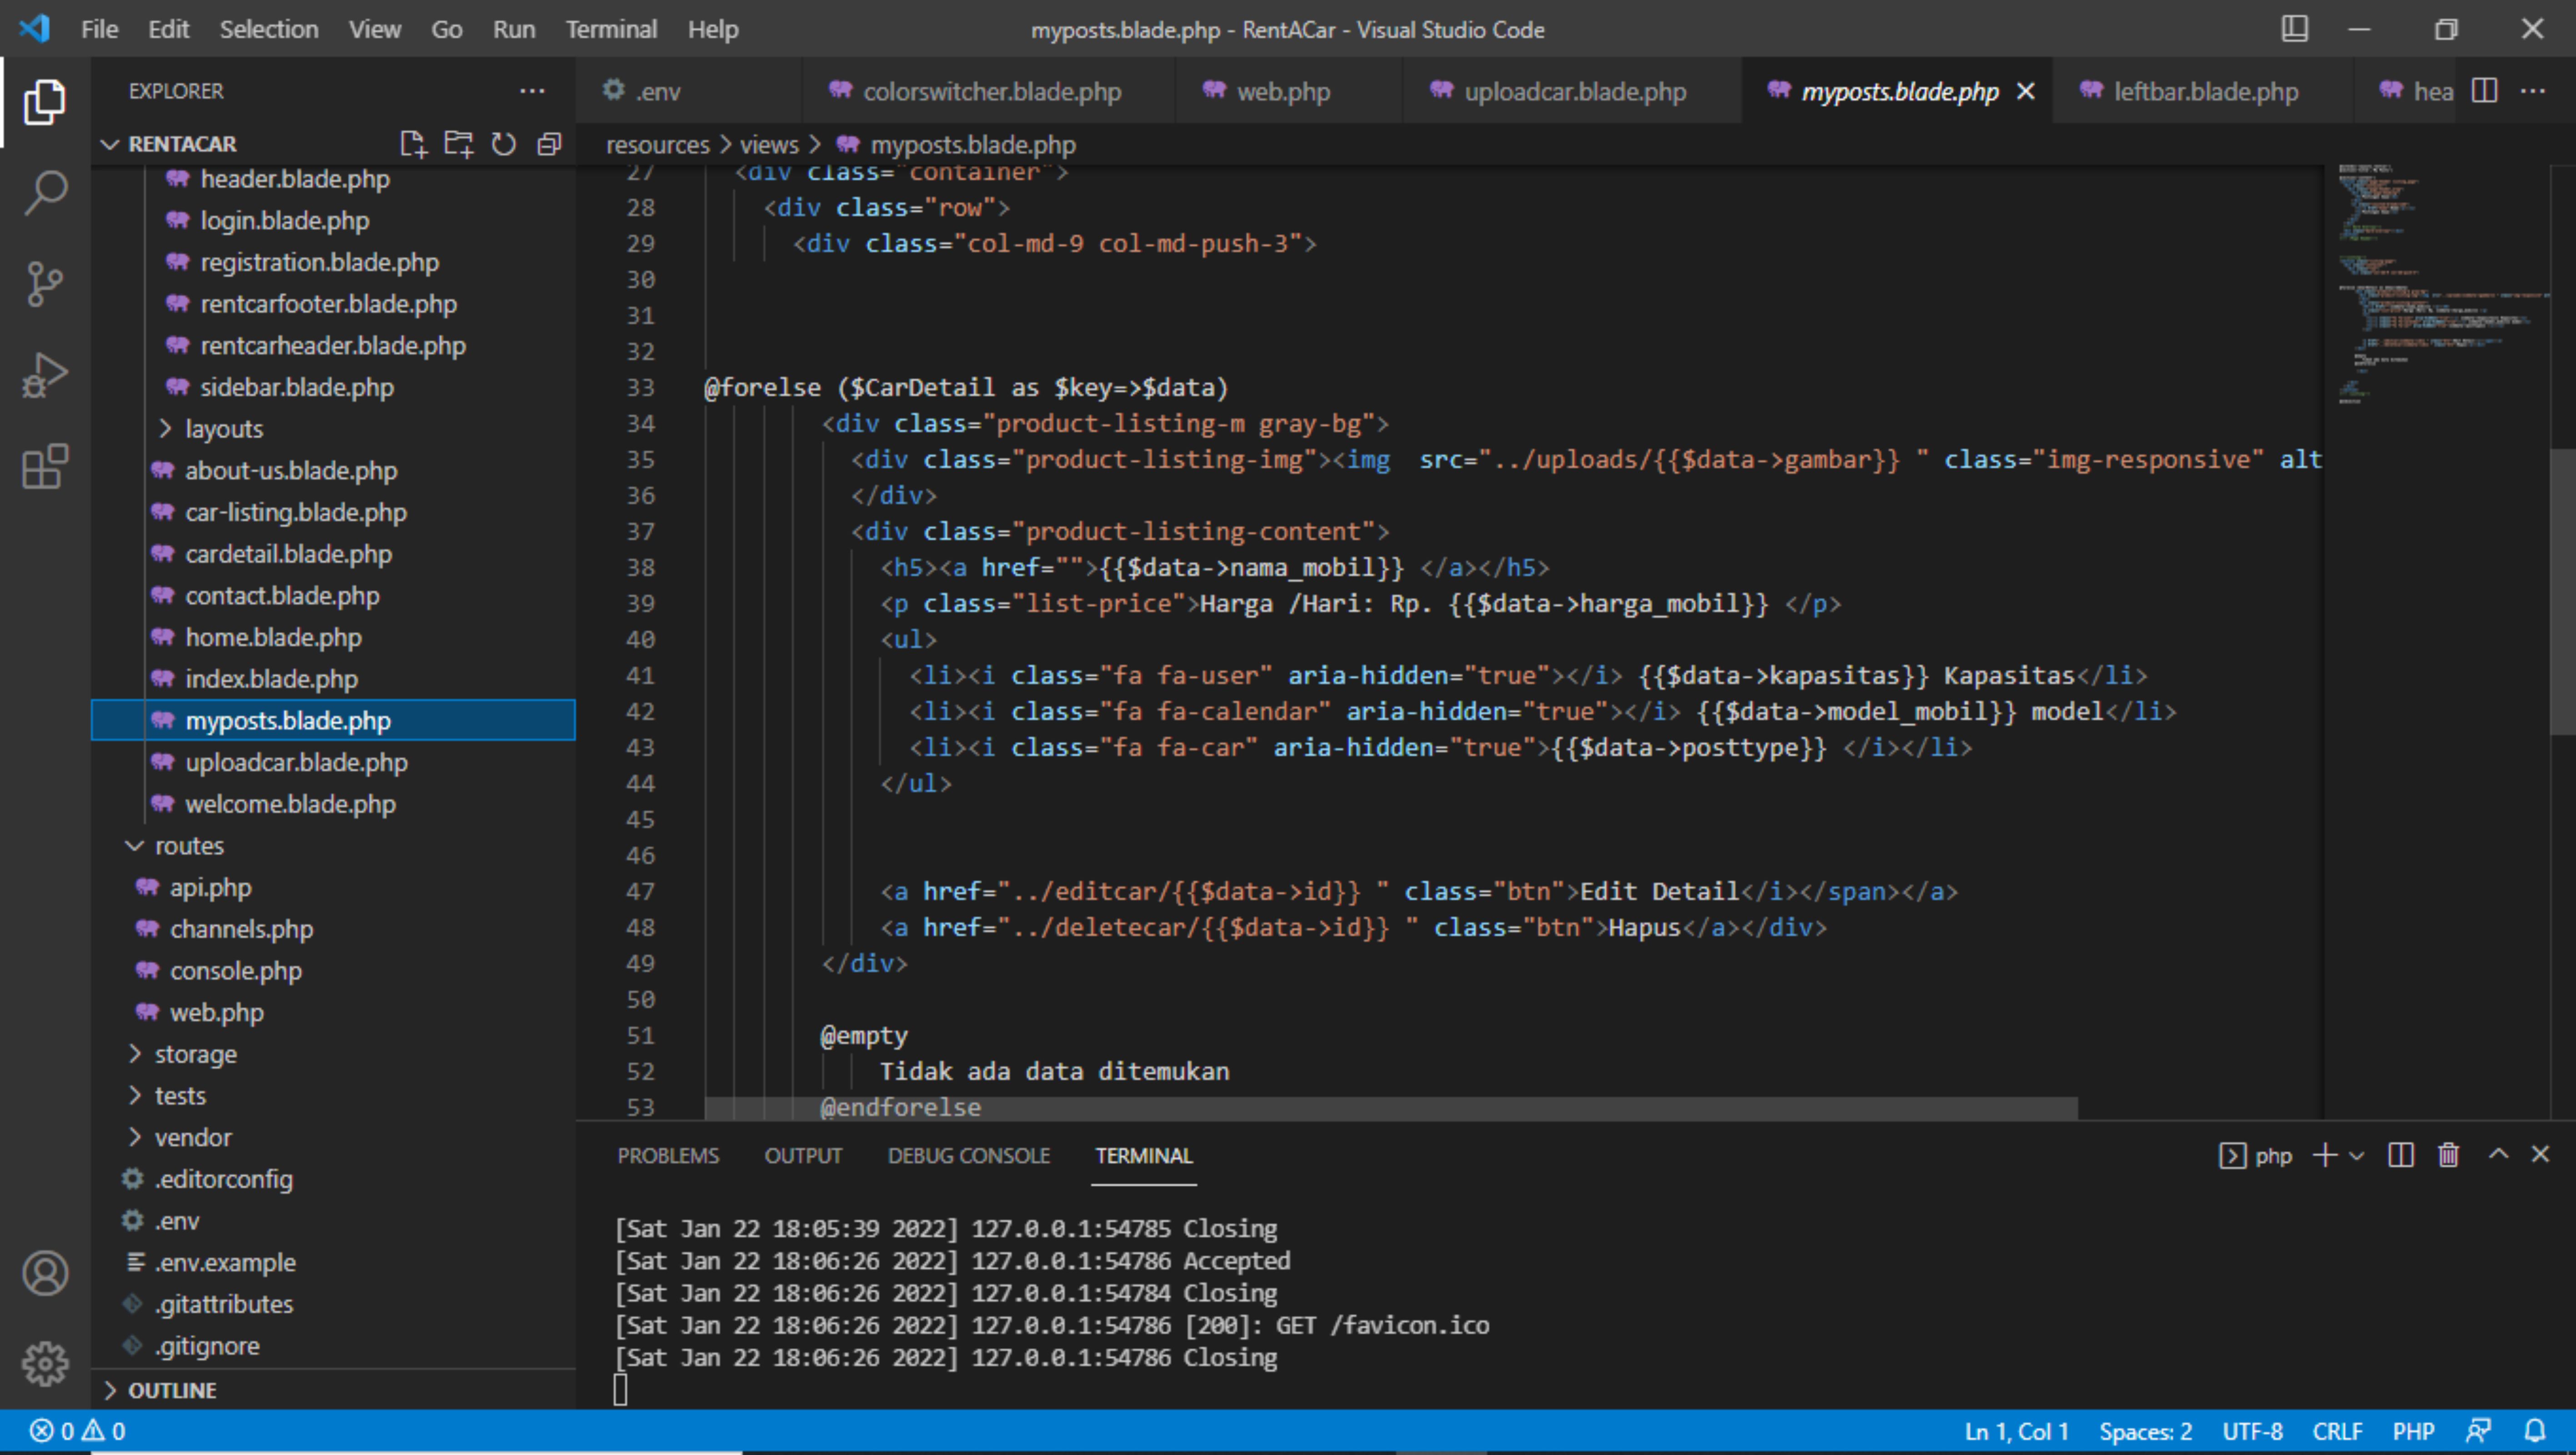 File Edit Selection View Go Run Terminal Help
myposts.blade.php - RentACar - Visual Studio Code
EXPLORER
RENTACAR
header.blade.php
login.blade.php
registration.blade.php
rentcarfooter.blade.php
rentcarheader.blade.php
sidebar.blade.php
layouts
about-us.blade.php
car-listing.blade.php
cardetail.blade.php
contact.blade.php
home.blade.php
index.blade.php
myposts.blade.php
uploadcar.blade.php
welcome.blade.php
routes
api.php
channels.php
console.php
web.php
storage
tests
vendor
.editorconfig
.env
.env.example
.gitattributes
.gitignore
OUTLINE
.env colorswitcher.blade.php web.php uploadcar.blade.php myposts.blade.php leftbar.blade.php hea
resources > views > myposts.blade.php
27 <div class="container">
28 <div class="row">
29 <div class="col-md-9 col-md-push-3">
30
31
32
33 @forelse ($CarDetail as $key=>$data)
34 <div class="product-listing-m gray-bg">
35 <div class="product-listing-img"><img  src="../uploads/{{$data->gambar}} " class="img-responsive" alt
36 </div>
37 <div class="product-listing-content">
38 <h5><a href="">{{$data->nama_mobil}} </a></h5>
39 <p class="list-price">Harga /Hari: Rp. {{$data->harga_mobil}} </p>
40 <ul>
41 <li><i class="fa fa-user" aria-hidden="true"></i> {{$data->kapasitas}} Kapasitas</li>
42 <li><i class="fa fa-calendar" aria-hidden="true"></i> {{$data->model_mobil}} model</li>
43 <li><i class="fa fa-car" aria-hidden="true">{{$data->posttype}} </i></li>
44 </ul>
45
46
47 <a href="../editcar/{{$data->id}} " class="btn">Edit Detail</i></span></a>
48 <a href="../deletecar/{{$data->id}} " class="btn">Hapus</a></div>
49 </div>
50
51 @empty
52 Tidak ada data ditemukan
53 @endforelse
PROBLEMS OUTPUT DEBUG CONSOLE TERMINAL php
[Sat Jan 22 18:05:39 2022] 127.0.0.1:54785 Closing
[Sat Jan 22 18:06:26 2022] 127.0.0.1:54786 Accepted
[Sat Jan 22 18:06:26 2022] 127.0.0.1:54784 Closing
[Sat Jan 22 18:06:26 2022] 127.0.0.1:54786 [200]: GET /favicon.ico
[Sat Jan 22 18:06:26 2022] 127.0.0.1:54786 Closing
0 0 Ln 1, Col 1 Spaces: 2 UTF-8 CRLF PHP